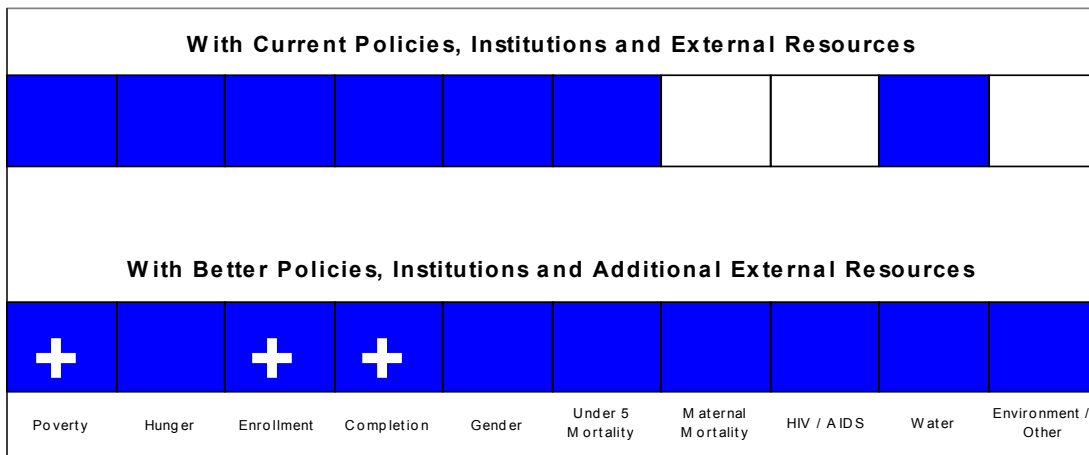 With Current Policies, Institutions and External Resources
With Better Policies, Institutions and Additional External Resources
Poverty Hunger Enrollment Completion Gender Under 5 Mortality Maternal Mortality HIV / AIDS Water Environment / Other